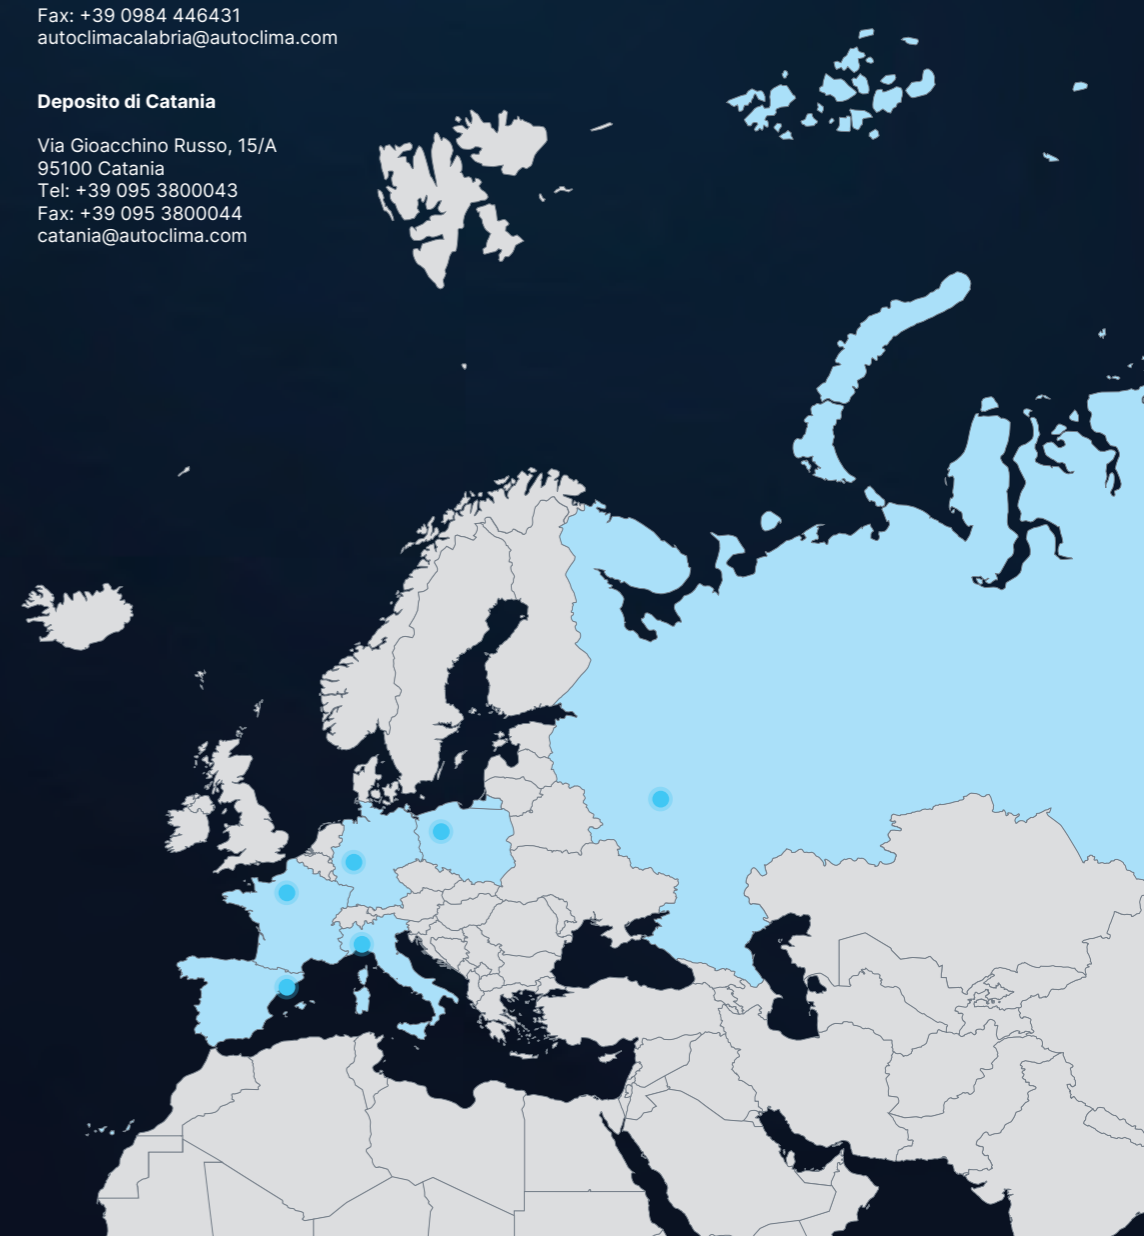 Fax: +39 0984 446431
autoclimacalabria@autoclima.com
Deposito di Catania
Via Gioacchino Russo, 15/A
95100 Catania
Tel: +39 095 3800043
Fax: +39 095 3800044
catania@autoclima.com